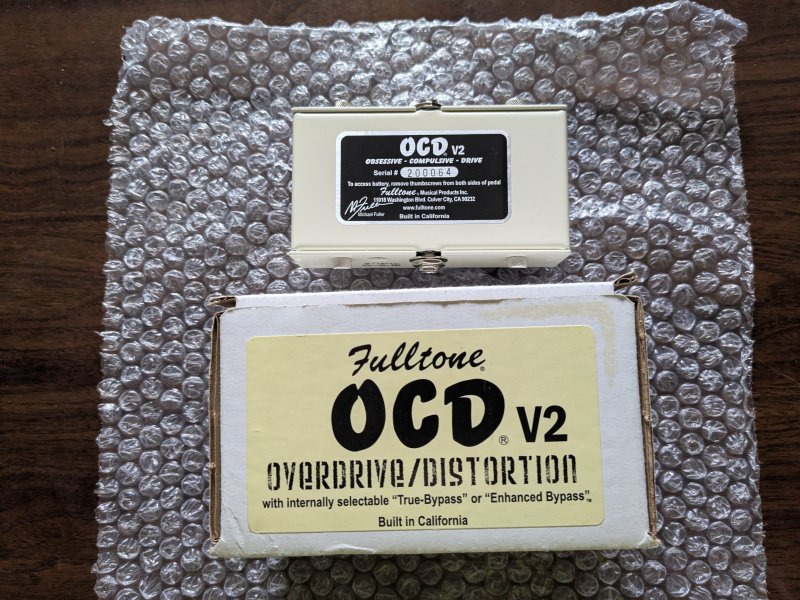 OCD® V2
OBSESSIVE - COMPULSIVE - DRIVE
Serial # 200064
To access battery, remove thumbscrews from both sides of pedal
Fulltone® Musical Products Inc.
11018 Washington Blvd. Culver City, CA 90232
www.fulltone.com
Michael Fuller
Built in California
Fulltone®
OCD® V2
OVERDRIVE/DISTORTION
with internally selectable “True-Bypass” or “Enhanced Bypass”™
Built in California